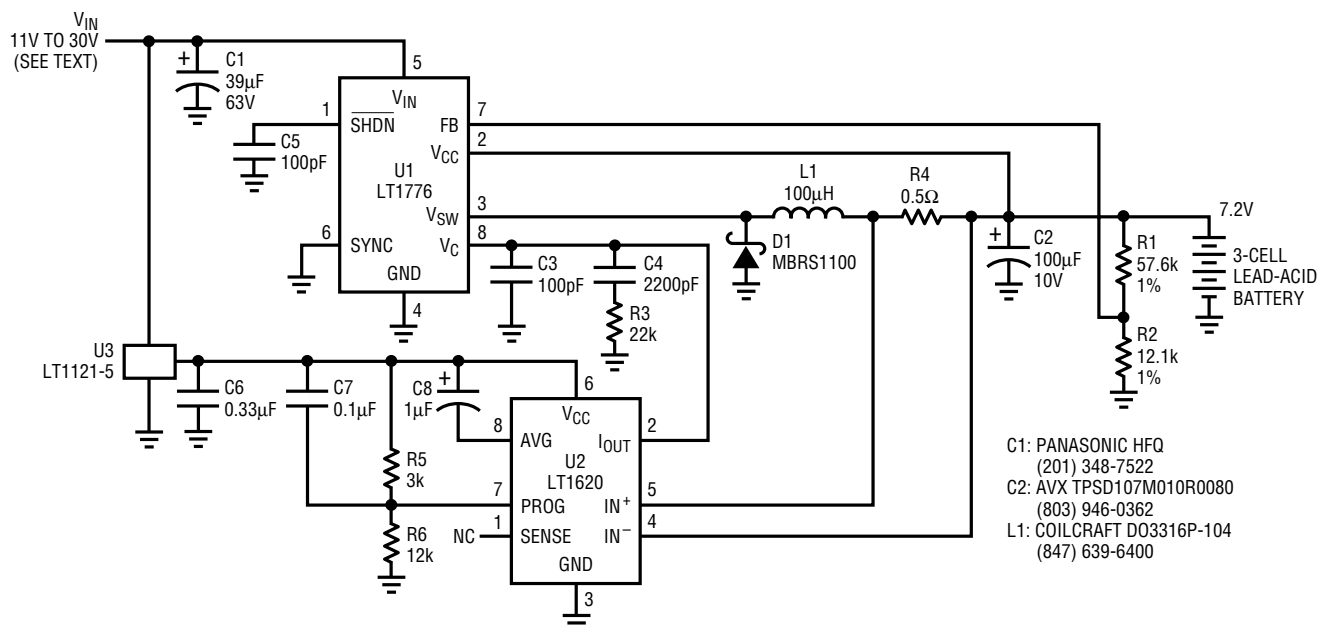 VIN
11V TO 30V
(SEE TEXT)
+
C1
39µF
63V
5
VIN
1
SHDN
C5
100pF
U1
LT1776
FB
7
VCC
2
VSW
3
VC
8
6
SYNC
GND
4
L1
100µH
R4
0.5Ω
D1
MBRS1100
+
C2
100µF
10V
7.2V
R1
57.6k
1%
3-CELL
LEAD-ACID
BATTERY
R2
12.1k
1%
C3
100pF
C4
2200pF
R3
22k
U3
LT1121-5
C6
0.33µF
C7
0.1µF
R5
3k
R6
12k
+
C8
1µF
6
VCC
8
AVG
IOUT
2
U2
LT1620
7
PROG
IN+
5
NC
1
SENSE
IN−
4
GND
3
C1: PANASONIC HFQ
(201) 348-7522
C2: AVX TPSD107M010R0080
(803) 946-0362
L1: COILCRAFT DO3316P-104
(847) 639-6400